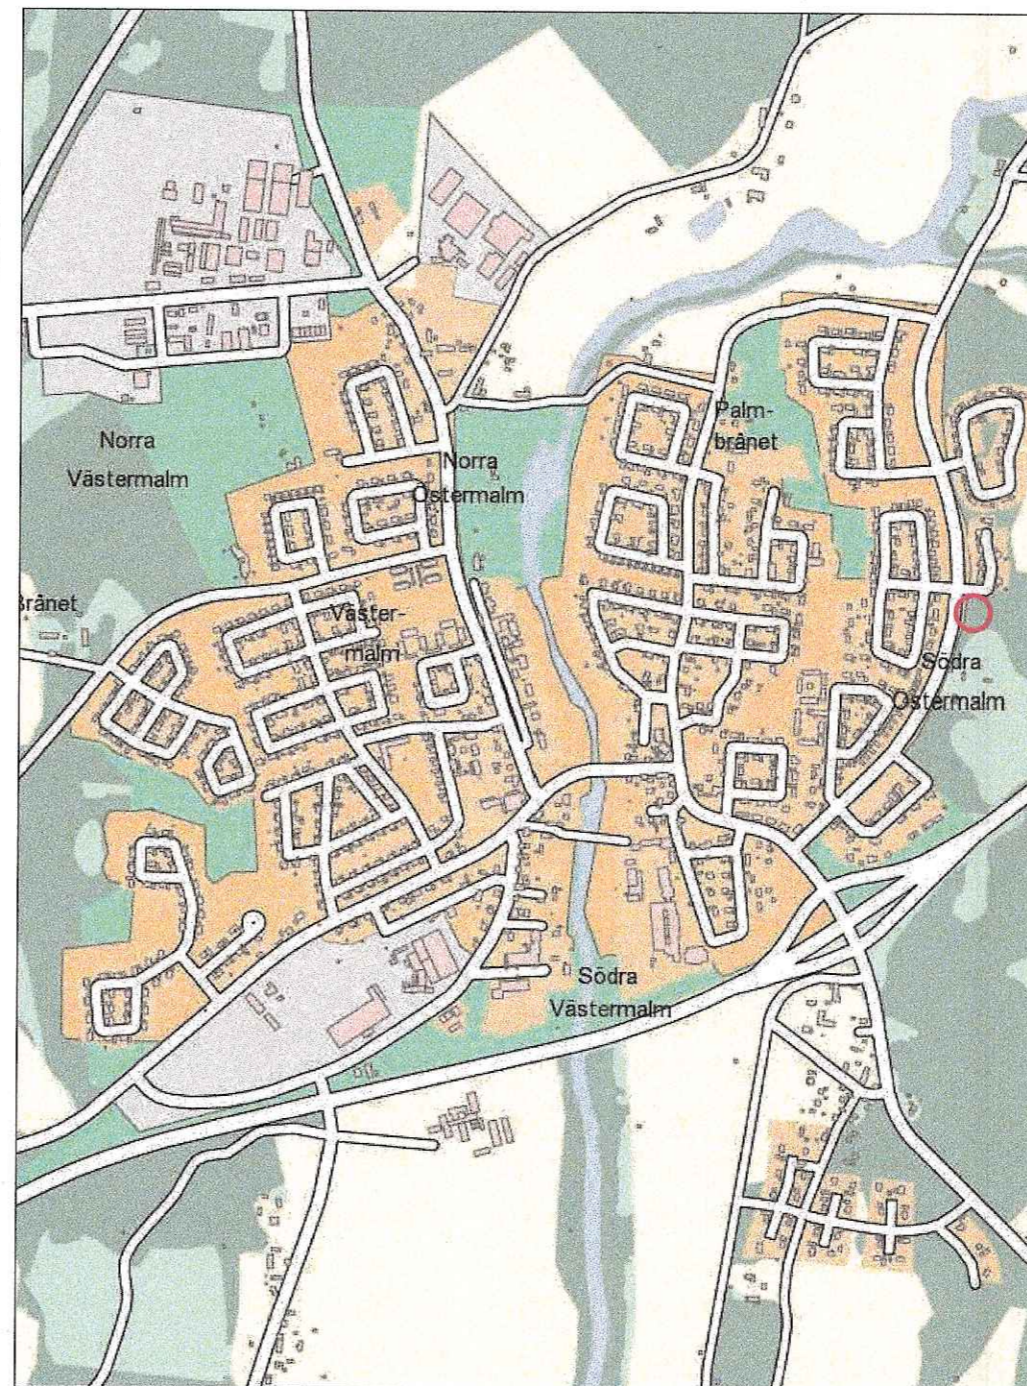 Palm-
brånet
Norra
Västermalm
Norra
Östermalm
Brånet
Väster-
malm
Södra
Östermalm
Södra
Västermalm